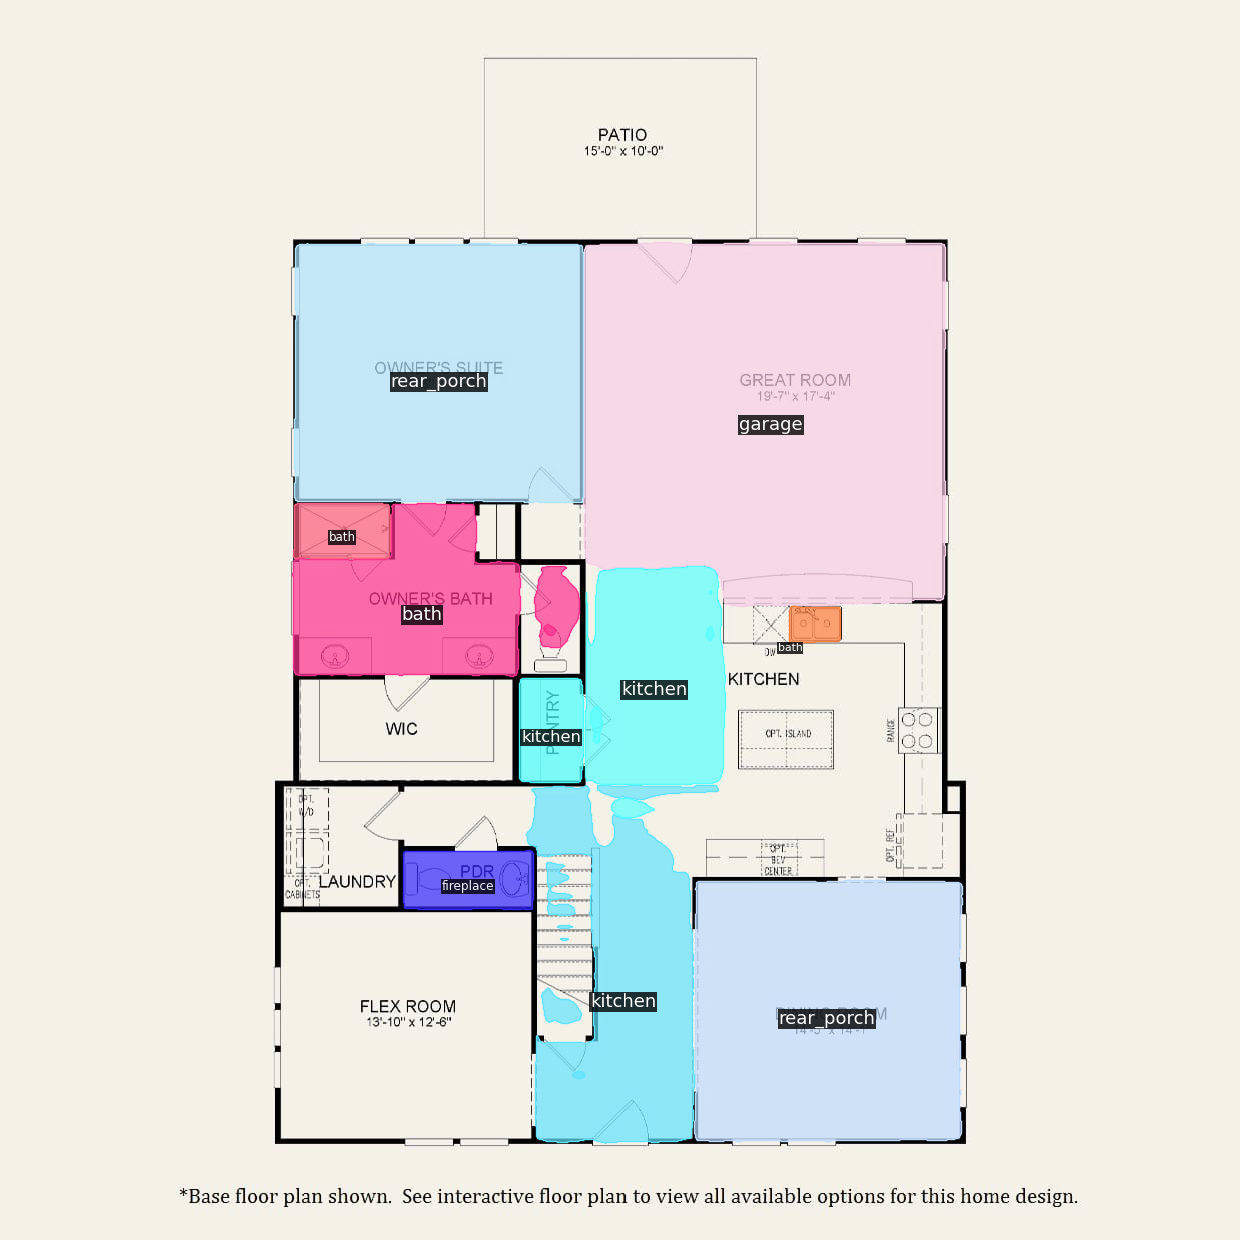 PATIO
15'-0" x 10'-0"
OWNER'S SUITE
rear_porch
GREAT ROOM
19'-7" x 17'-4"
garage
bath
OWNER'S BATH
bath
DW
bath
KITCHEN
kitchen
PANTRY
kitchen
WIC
OPT. ISLAND
RANGE
OPT.
W/D
OPT. REF
OPT.
BEV
CENTER
PDR
fireplace
LAUNDRY
OPT.
CABINETS
FLEX ROOM
13'-10" x 12'-6"
kitchen
DINING ROOM
rear_porch
*Base floor plan shown.  See interactive floor plan to view all available options for this home design.